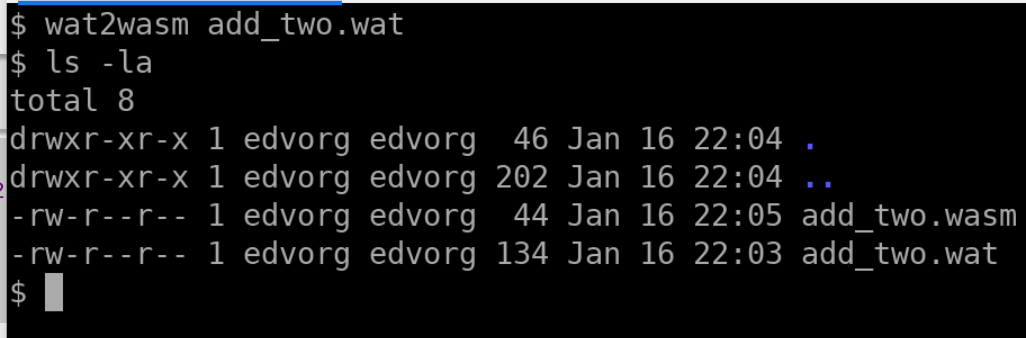 $ wat2wasm add_two.wat
$ ls -la
total 8
drwxr-xr-x 1 edvorg edvorg  46 Jan 16 22:04 .
drwxr-xr-x 1 edvorg edvorg 202 Jan 16 22:04 ..
-rw-r--r-- 1 edvorg edvorg  44 Jan 16 22:05 add_two.wasm
-rw-r--r-- 1 edvorg edvorg 134 Jan 16 22:03 add_two.wat
$